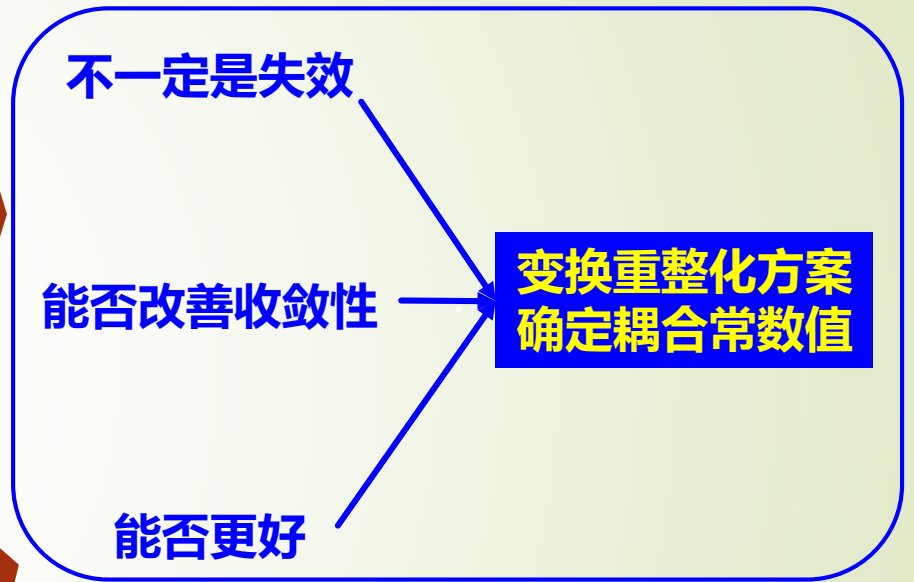 不一定是失效
能否改善收敛性
变换重整化方案
确定耦合常数值
能否更好